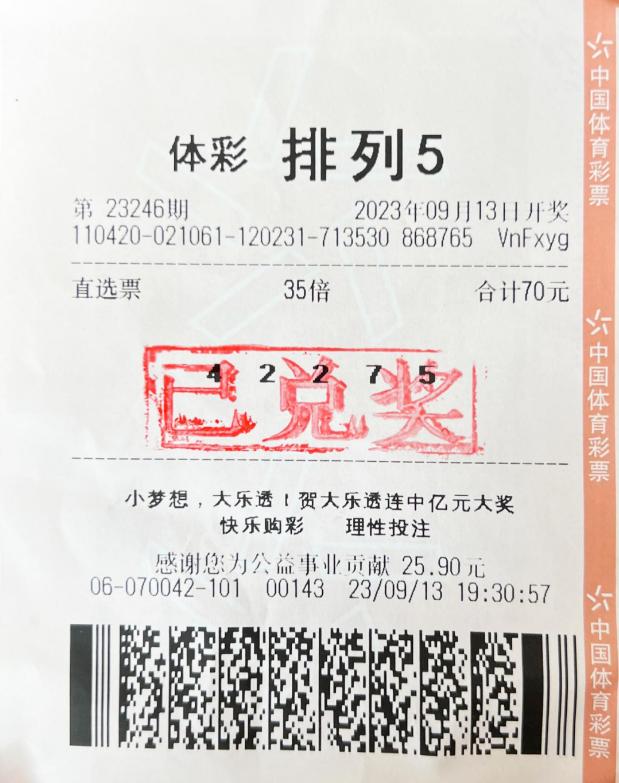 体彩 排列5
第 23246期 2023年09月13日开奖
110420-021061-120231-713530 868765 VnFxyg
直选票 35倍 合计70元
4 2 2 7 5
已兑奖
小梦想，大乐透！贺大乐透连中亿元大奖
快乐购彩 理性投注
感谢您为公益事业贡献 25.90元
06-070042-101 00143 23/09/13 19:30:57
中国体育彩票
中国体育彩票
中国体育彩票